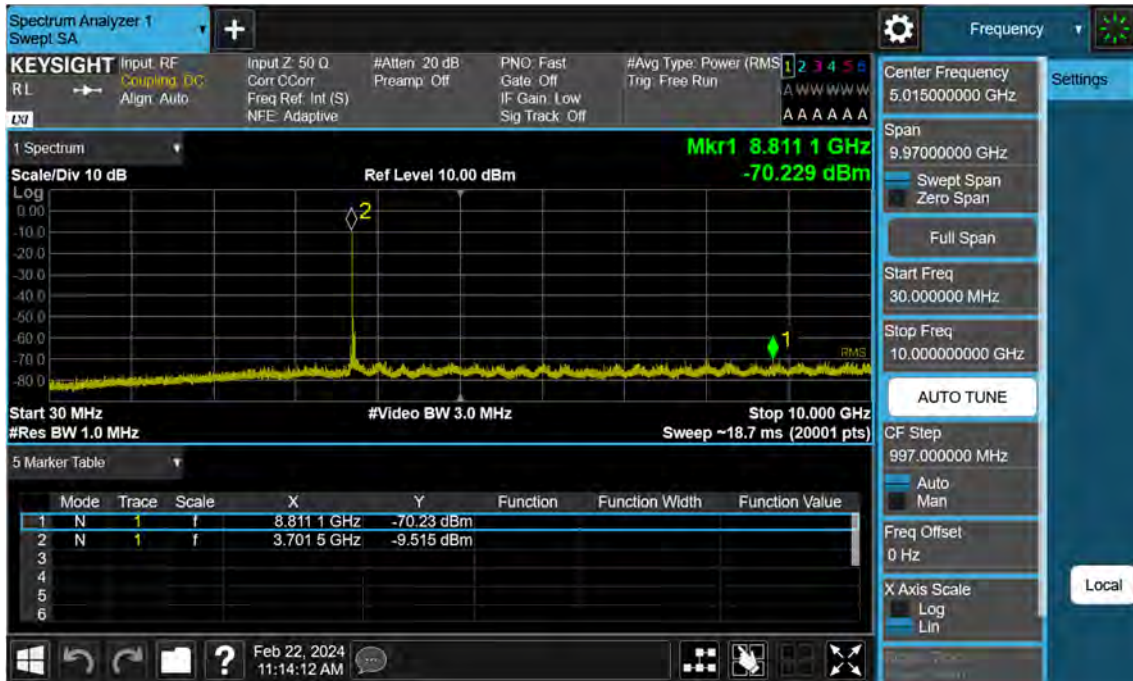 Spectrum Analyzer 1
Swept SA
Frequency
KEYSIGHT
RL
LXI
Input: RF
Coupling: DC
Align: Auto
Input Z: 50 Ω
Corr CCorr
Freq Ref: Int (S)
NFE: Adaptive
#Atten: 20 dB
Preamp: Off
PNO: Fast
Gate: Off
IF Gain: Low
Sig Track: Off
#Avg Type: Power (RMS
Trig: Free Run
1 2 3 4 5 6
A W W W W W
A A A A A A
1 Spectrum
Scale/Div 10 dB
Ref Level 10.00 dBm
Mkr1 8.811 1 GHz
-70.229 dBm
Log
0.00
-10.0
-20.0
-30.0
-40.0
-50.0
-60.0
-70.0
-80.0
2
1
RMS
Start 30 MHz
#Video BW 3.0 MHz
Stop 10.000 GHz
#Res BW 1.0 MHz
Sweep ~18.7 ms (20001 pts)
5 Marker Table
Mode Trace Scale X Y Function Function Width Function Value
1 N 1 f 8.811 1 GHz -70.23 dBm
2 N 1 f 3.701 5 GHz -9.515 dBm
3
4
5
6
Feb 22, 2024
11:14:12 AM
Center Frequency
5.015000000 GHz
Span
9.97000000 GHz
Swept Span
Zero Span
Full Span
Start Freq
30.000000 MHz
Stop Freq
10.000000000 GHz
AUTO TUNE
CF Step
997.000000 MHz
Auto
Man
Freq Offset
0 Hz
X Axis Scale
Log
Lin
Settings
Local